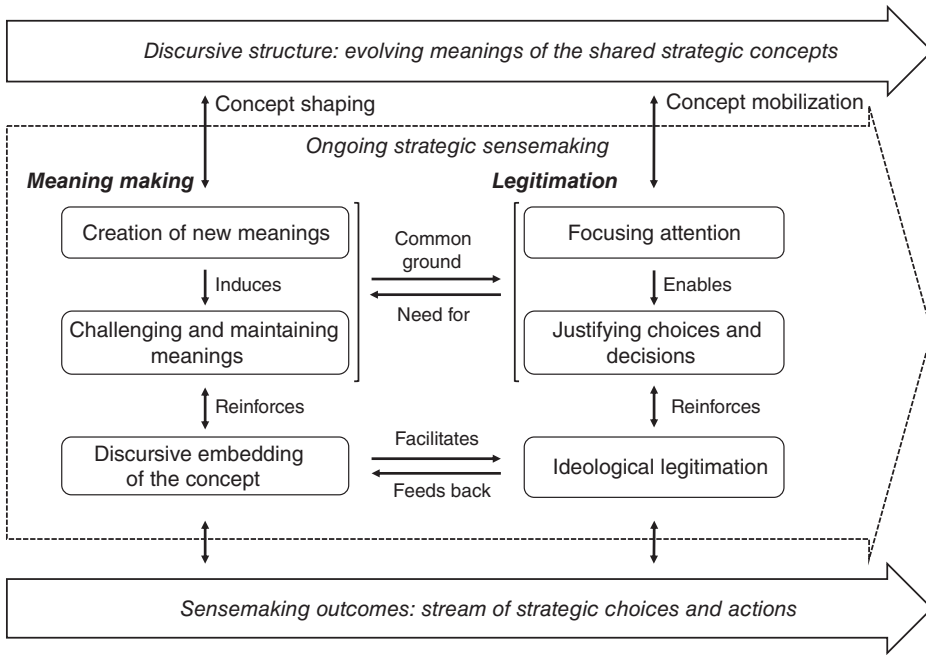 Discursive structure: evolving meanings of the shared strategic concepts
Concept shaping
Concept mobilization
Ongoing strategic sensemaking
Meaning making
Legitimation
Creation of new meanings
Common
ground
Focusing attention
Induces
Enables
Need for
Challenging and maintaining
meanings
Justifying choices and
decisions
Reinforces
Reinforces
Discursive embedding
of the concept
Facilitates
Feeds back
Ideological legitimation
Sensemaking outcomes: stream of strategic choices and actions